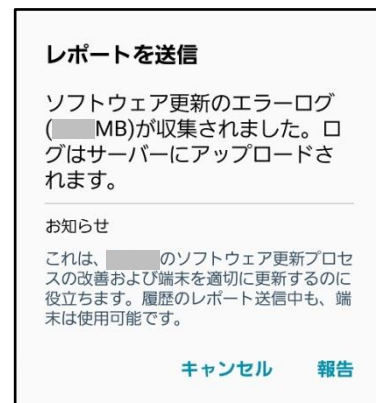 レポートを送信
ソフトウェア更新のエラーログ
(MB)が収集されました。ロ
グはサーバーにアップロードさ
れます。
お知らせ
これは、のソフトウェア更新プロセ
スの改善および端末を適切に更新するのに
役立ちます。履歴のレポート送信中も、端
末は使用可能です。
キャンセル 報告